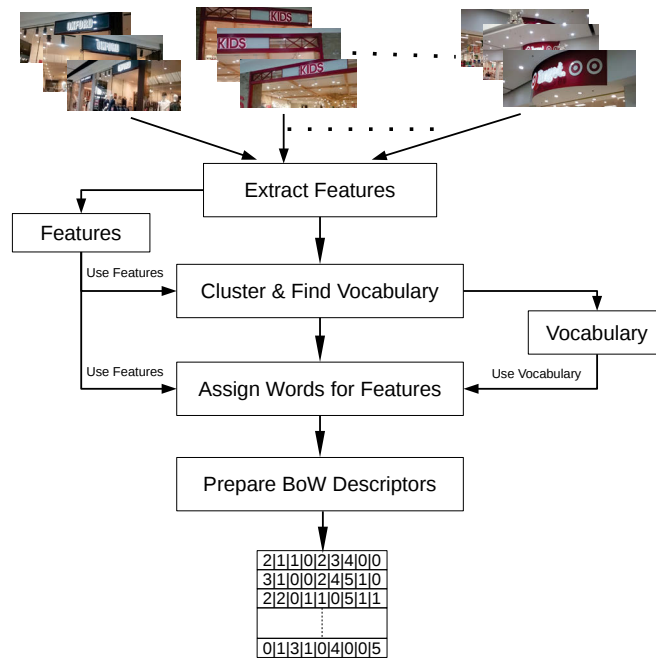 OXFORD
KIDS
KIDS
KIDS
Extract Features
Features
Use Features
Cluster & Find Vocabulary
Vocabulary
Use Features
Assign Words for Features
Use Vocabulary
Prepare BoW Descriptors
2|1|1|0|2|3|4|0|0
3|1|0|0|2|4|5|1|0
2|2|0|1|1|0|5|1|1
0|1|3|1|0|4|0|0|5